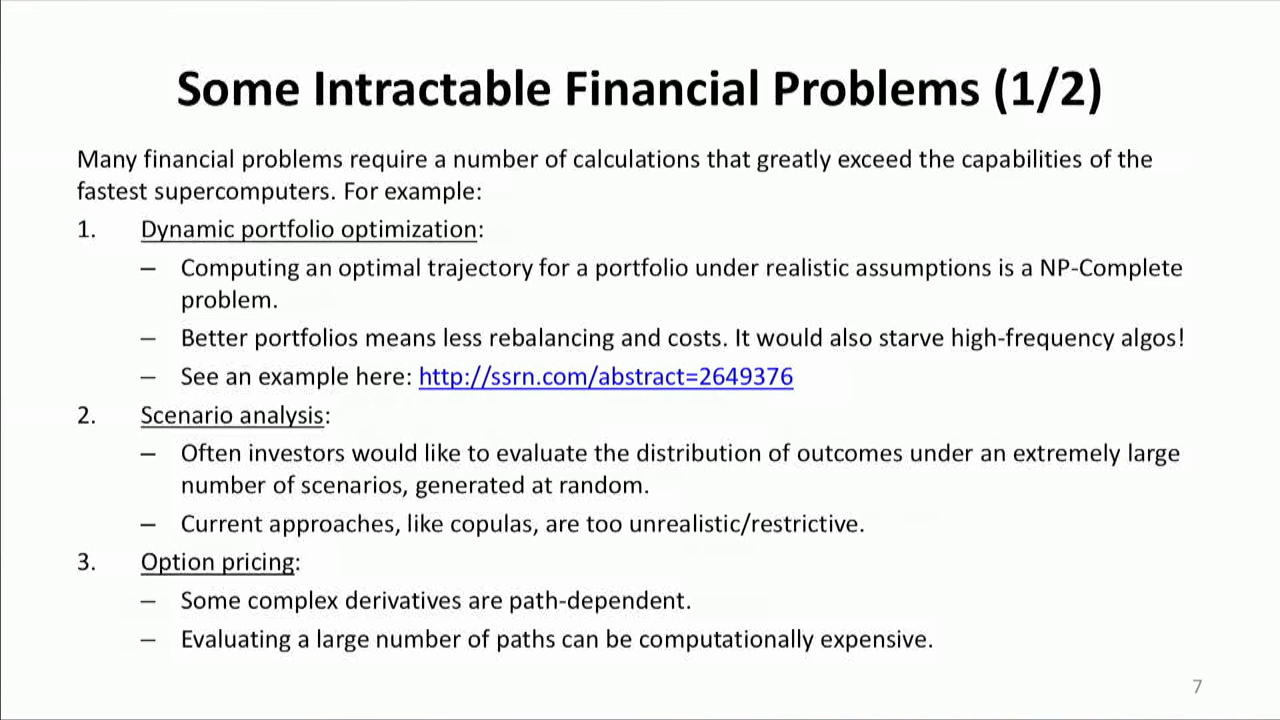 Some Intractable Financial Problems (1/2)
Many financial problems require a number of calculations that greatly exceed the capabilities of the
fastest supercomputers. For example:
1. Dynamic portfolio optimization:
– Computing an optimal trajectory for a portfolio under realistic assumptions is a NP-Complete
problem.
– Better portfolios means less rebalancing and costs. It would also starve high-frequency algos!
– See an example here: http://ssrn.com/abstract=2649376
2. Scenario analysis:
– Often investors would like to evaluate the distribution of outcomes under an extremely large
number of scenarios, generated at random.
– Current approaches, like copulas, are too unrealistic/restrictive.
3. Option pricing:
– Some complex derivatives are path-dependent.
– Evaluating a large number of paths can be computationally expensive.
7